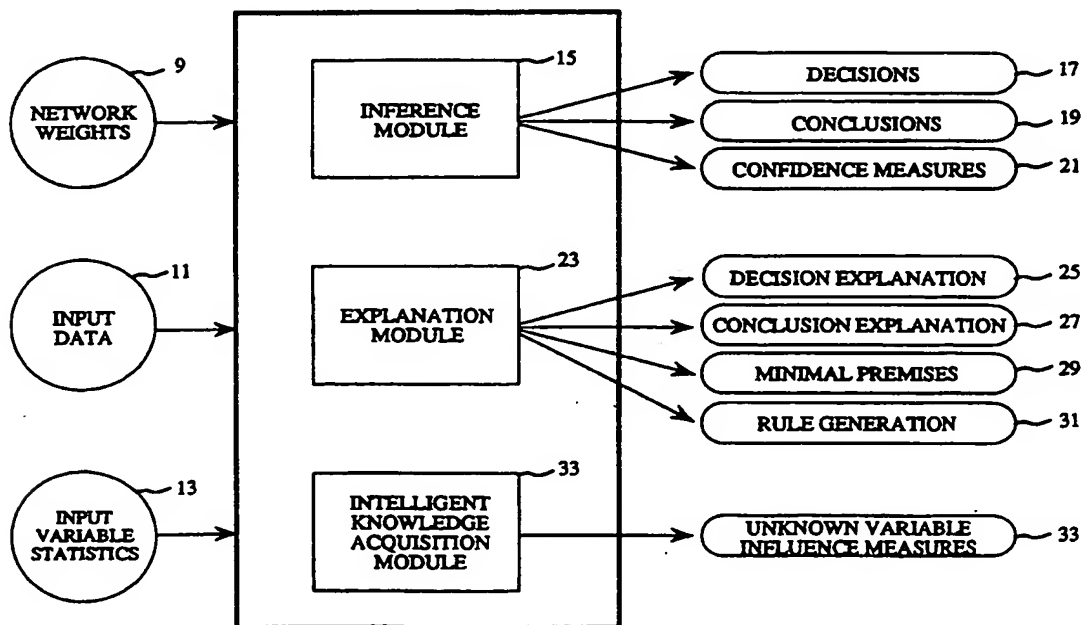 9
NETWORK
WEIGHTS
11
INPUT
DATA
13
INPUT
VARIABLE
STATISTICS
15
INFERENCE
MODULE
23
EXPLANATION
MODULE
33
INTELLIGENT
KNOWLEDGE
ACQUISITION
MODULE
DECISIONS
17
CONCLUSIONS
19
CONFIDENCE MEASURES
21
DECISION EXPLANATION
25
CONCLUSION EXPLANATION
27
MINIMAL PREMISES
29
RULE GENERATION
31
UNKNOWN VARIABLE
INFLUENCE MEASURES
33